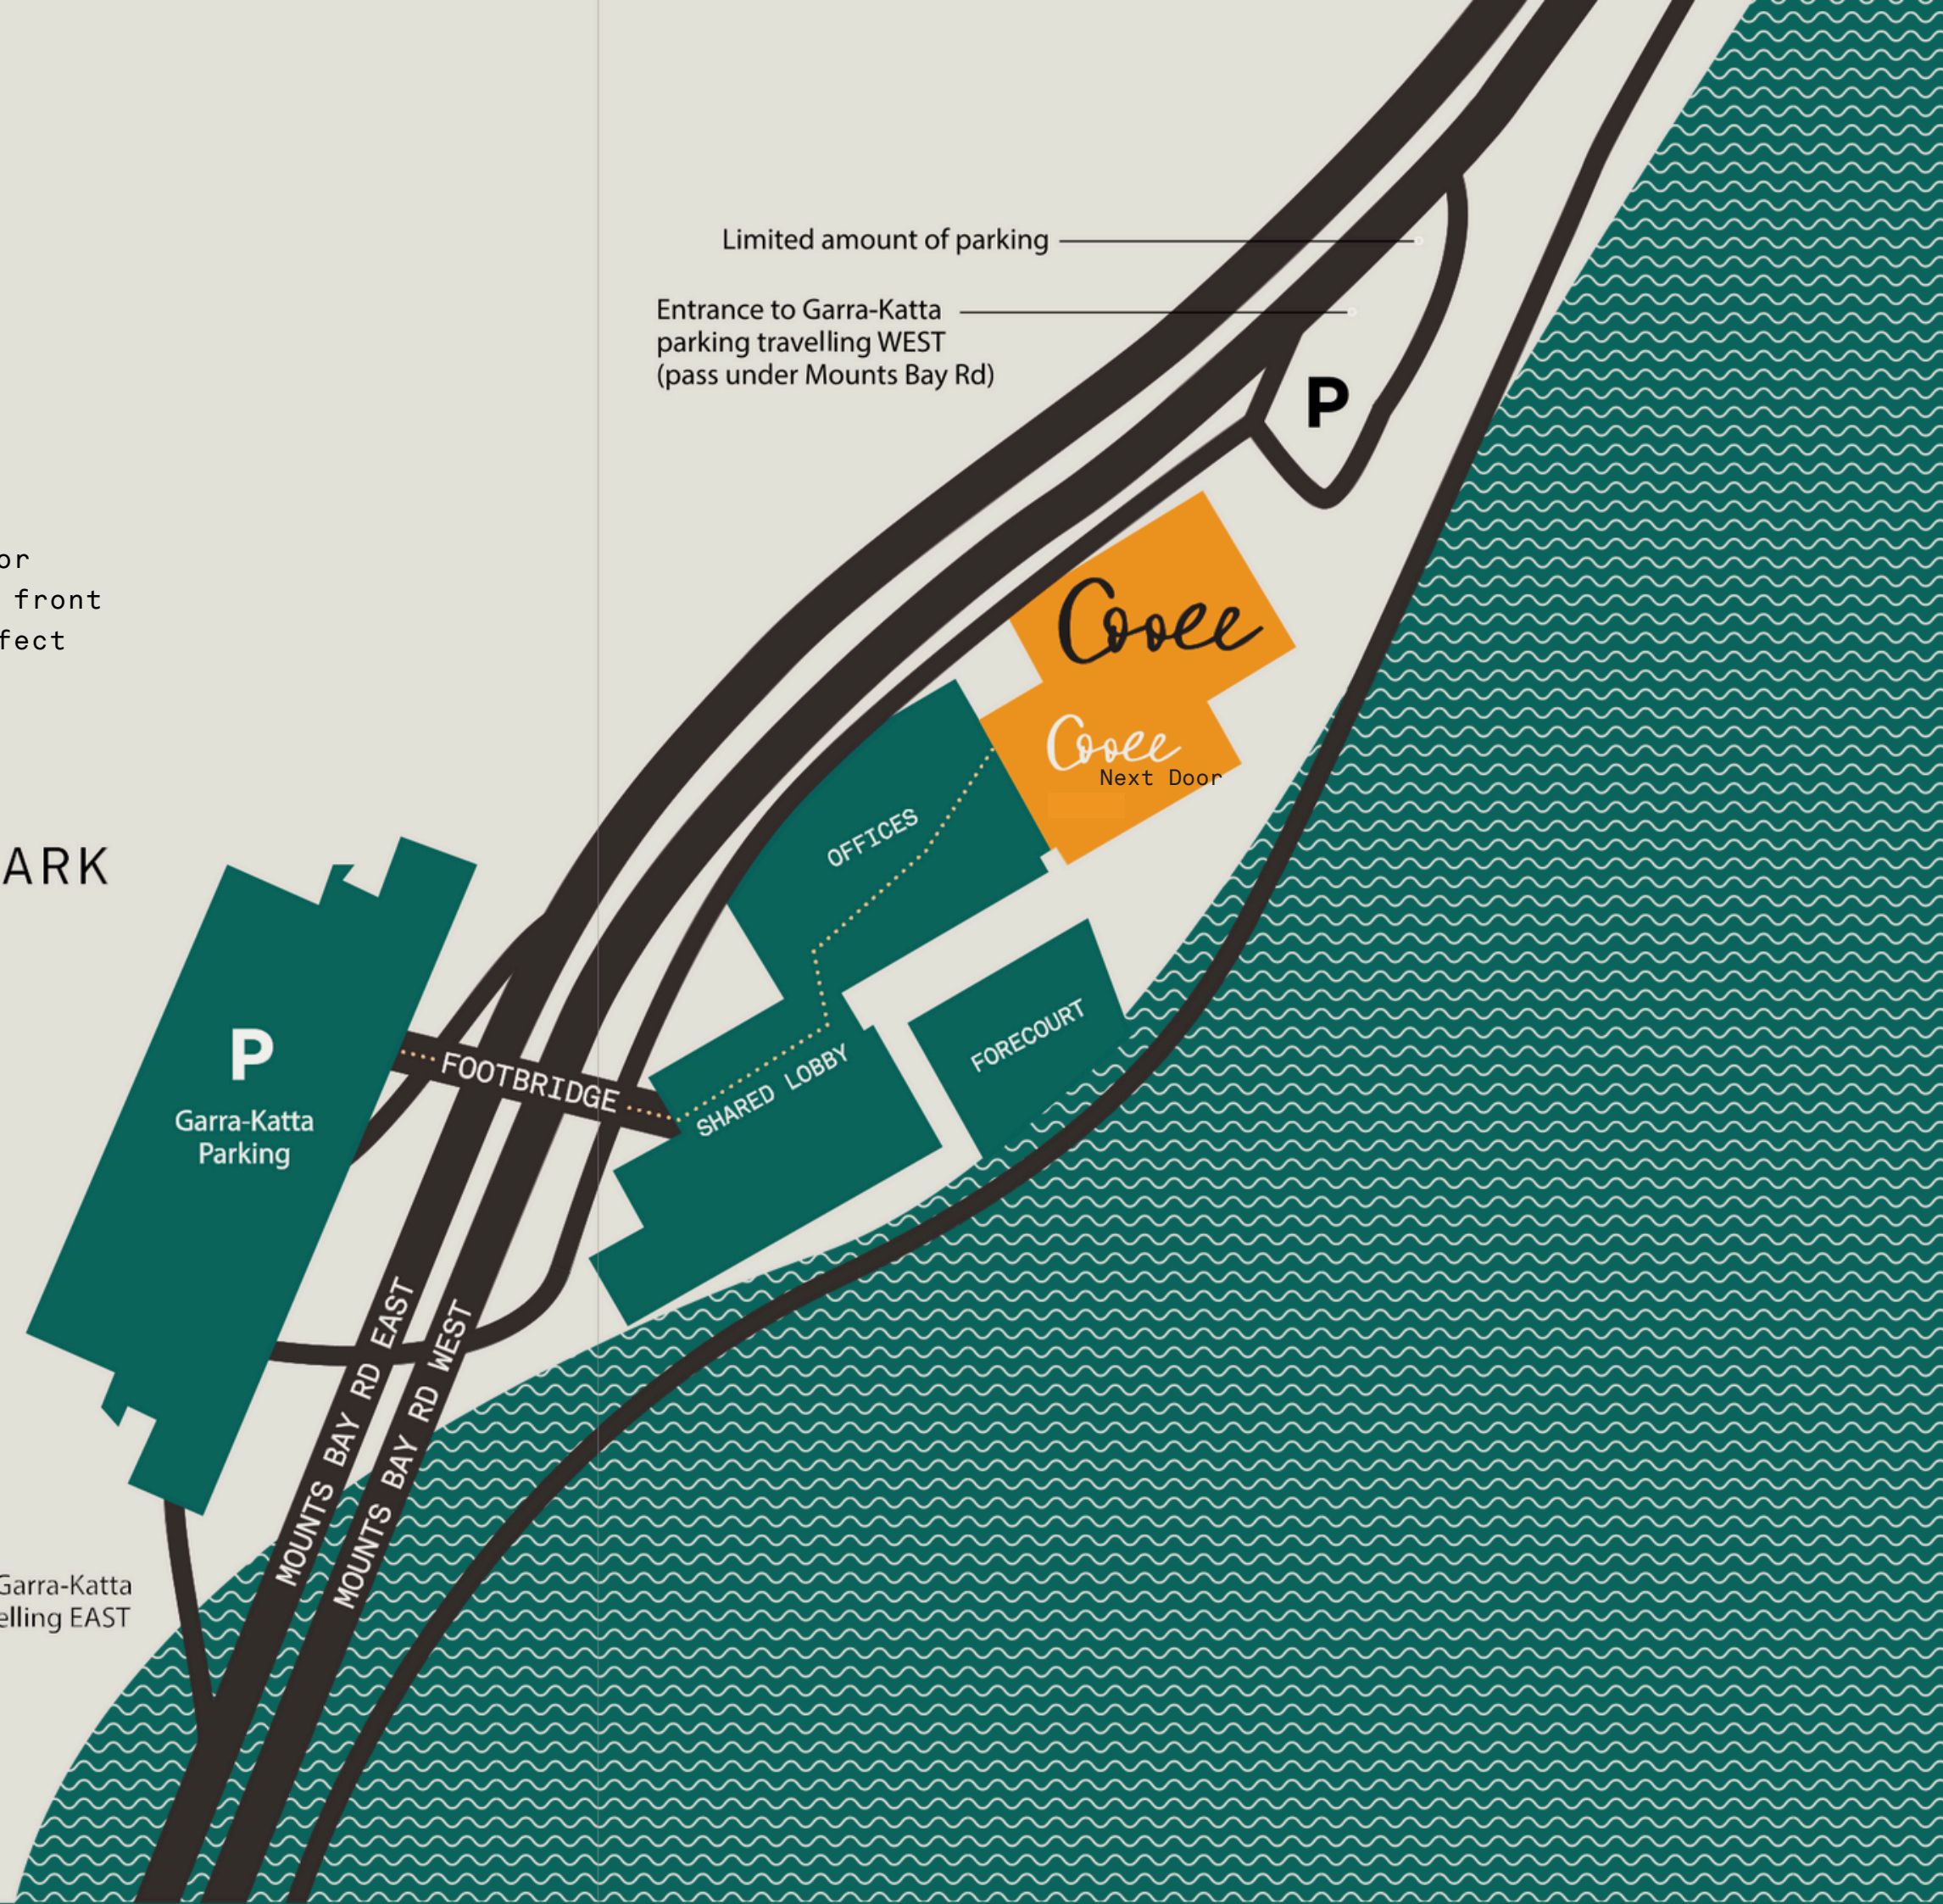 Limited amount of parking
Entrance to Garra-Katta
parking travelling WEST
(pass under Mounts Bay Rd)
P
or
front
fect
Cooee
Cooee
Next Door
OFFICES
ARK
P
Garra-Katta
Parking
FOOTBRIDGE
SHARED LOBBY
FORECOURT
MOUNTS BAY RD EAST
MOUNTS BAY RD WEST
Garra-Katta
elling EAST